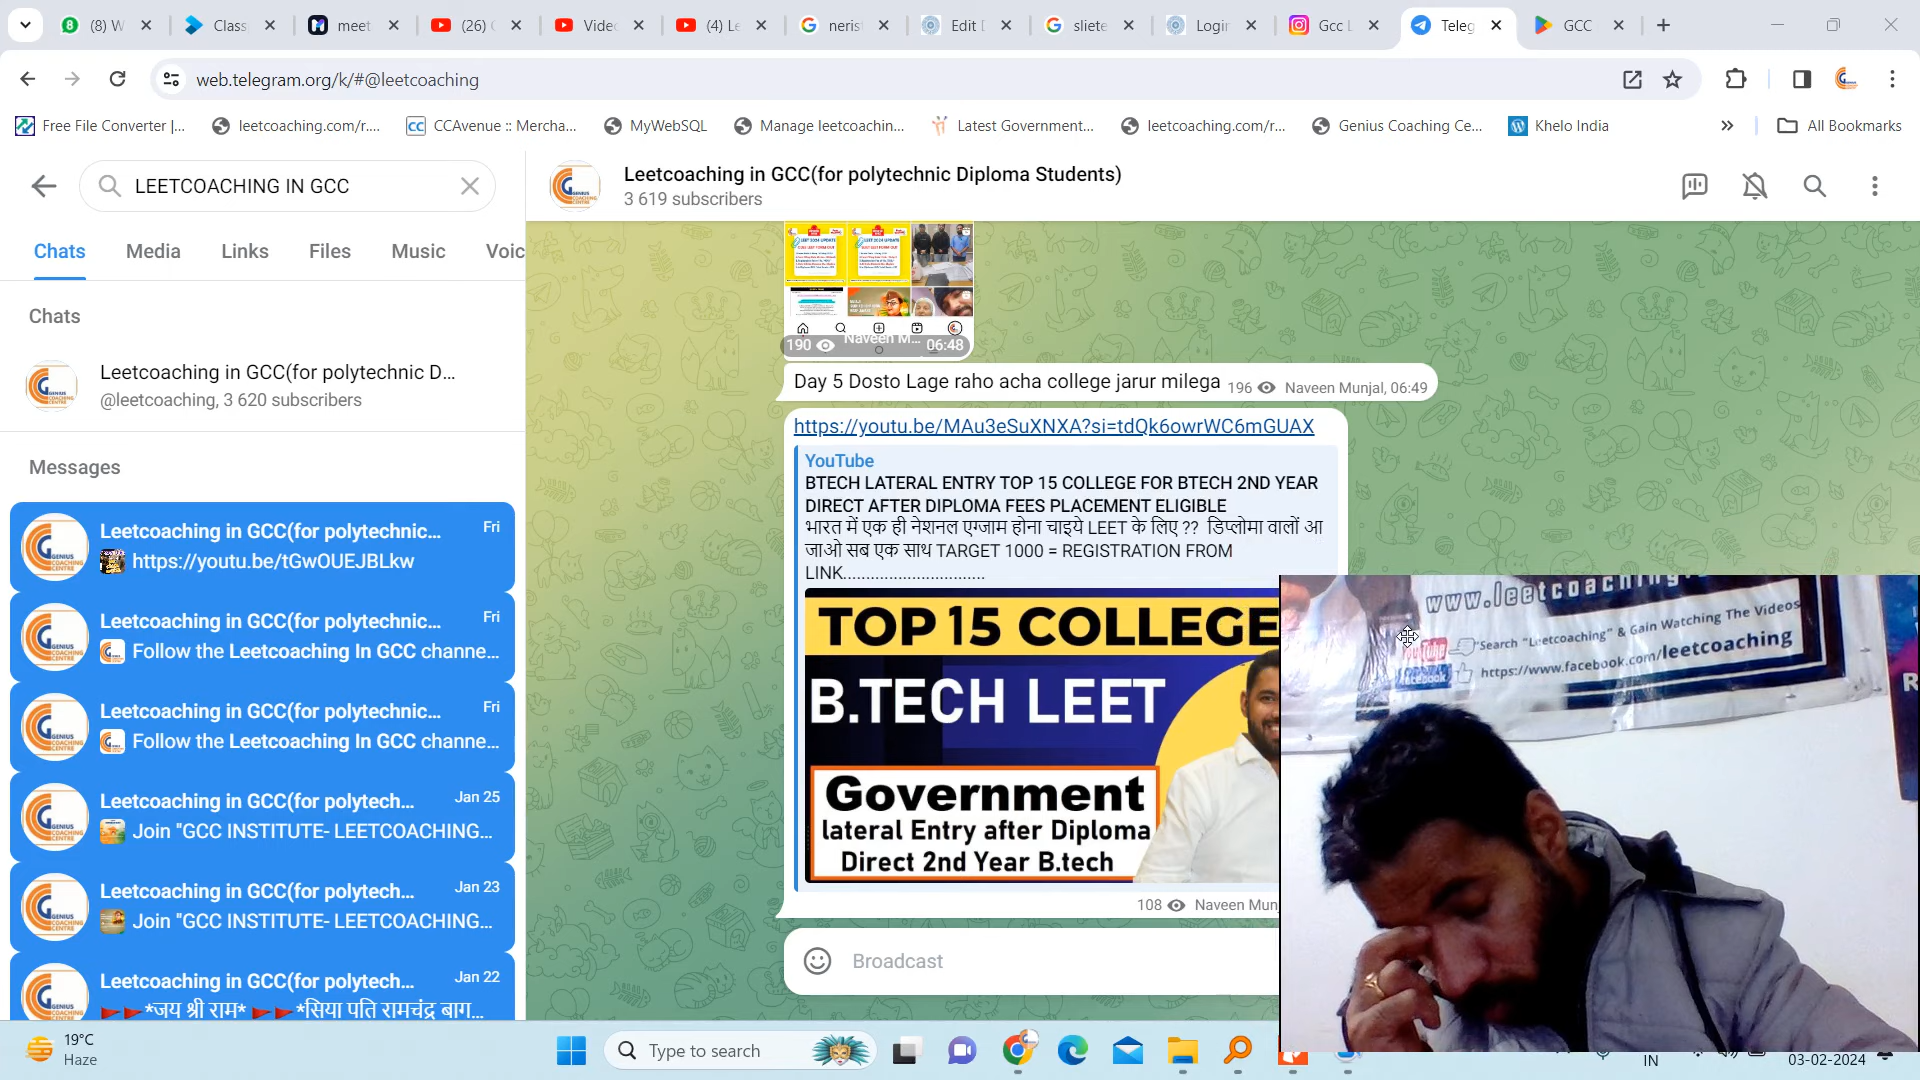 (8) W
Class
meet
(26) (
Videc
(4) Le
neris
Edit I
sliete
Login
Gcc L
Teleg
GCC
web.telegram.org/k/#@leetcoaching
Free File Converter |...
leetcoaching.com/r....
CCAvenue :: Mercha...
MyWebSQL
Manage leetcoachin...
Latest Government...
leetcoaching.com/r...
Genius Coaching Ce...
Khelo India
All Bookmarks
LEETCOACHING IN GCC
Chats
Media
Links
Files
Music
Voic
Chats
Leetcoaching in GCC(for polytechnic D...
@leetcoaching, 3 620 subscribers
Messages
Leetcoaching in GCC(for polytechnic...
Fri
https://youtu.be/tGwOUEJBLkw
Leetcoaching in GCC(for polytechnic...
Fri
Follow the Leetcoaching In GCC channe...
Leetcoaching in GCC(for polytechnic...
Fri
Follow the Leetcoaching In GCC channe...
Leetcoaching in GCC(for polytech...
Jan 25
Join "GCC INSTITUTE- LEETCOACHING...
Leetcoaching in GCC(for polytech...
Jan 23
Join "GCC INSTITUTE- LEETCOACHING...
Leetcoaching in GCC(for polytech...
Jan 22
*जय श्री राम* *सिया पति रामचंद्र बाग...
Leetcoaching in GCC(for polytechnic Diploma Students)
3 619 subscribers
190 Naveen M... 06:48
Day 5 Dosto Lage raho acha college jarur milega 196 Naveen Munjal, 06:49
https://youtu.be/MAu3eSuXNXA?si=tdQk6owrWC6mGUAX
YouTube
BTECH LATERAL ENTRY TOP 15 COLLEGE FOR BTECH 2ND YEAR
DIRECT AFTER DIPLOMA FEES PLACEMENT ELIGIBLE
भारत में एक ही नेशनल एग्जाम होना चाइये LEET के लिए ?? डिप्लोमा वालों आ
जाओ सब एक साथ TARGET 1000 = REGISTRATION FROM
LINK...............................
TOP 15 COLLEGE
B.TECH LEET
Government
lateral Entry after Diploma
Direct 2nd Year B.tech
108 Naveen Mun
Broadcast
www.leetcoaching
YouTube
"Search "Leetcoaching" & Gain Watching The Videos
facebook
https://www.facebook.com/leetcoaching
R
19°C
Haze
Type to search
IN
03-02-2024